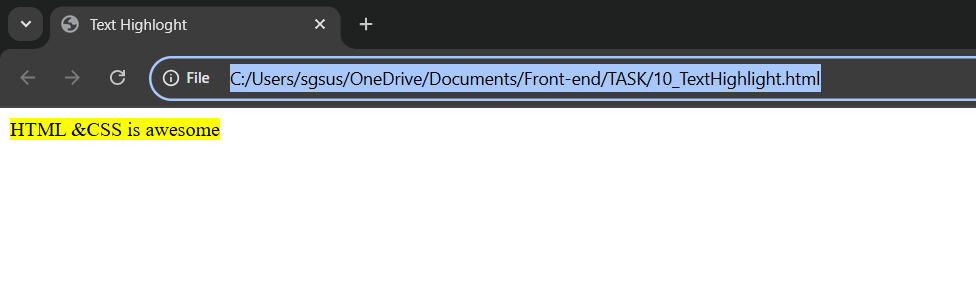 Text Highloght
File C:/Users/sgsus/OneDrive/Documents/Front-end/TASK/10_TextHighlight.html
HTML &CSS is awesome